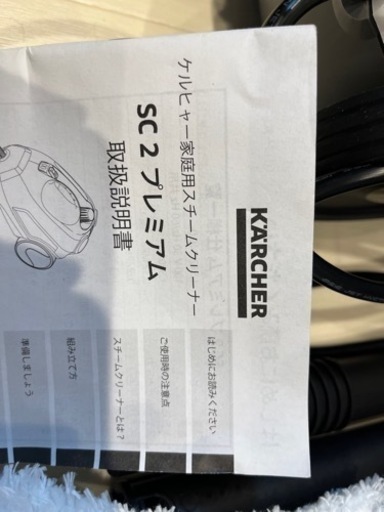 KÄRCHER
ケルヒャー家庭用スチームクリーナー
SC 2 プレミアム
取扱説明書
はじめにお読みください
ご使用時の注意点
スチームクリーナーとは?
組み立て方
準備しましょう